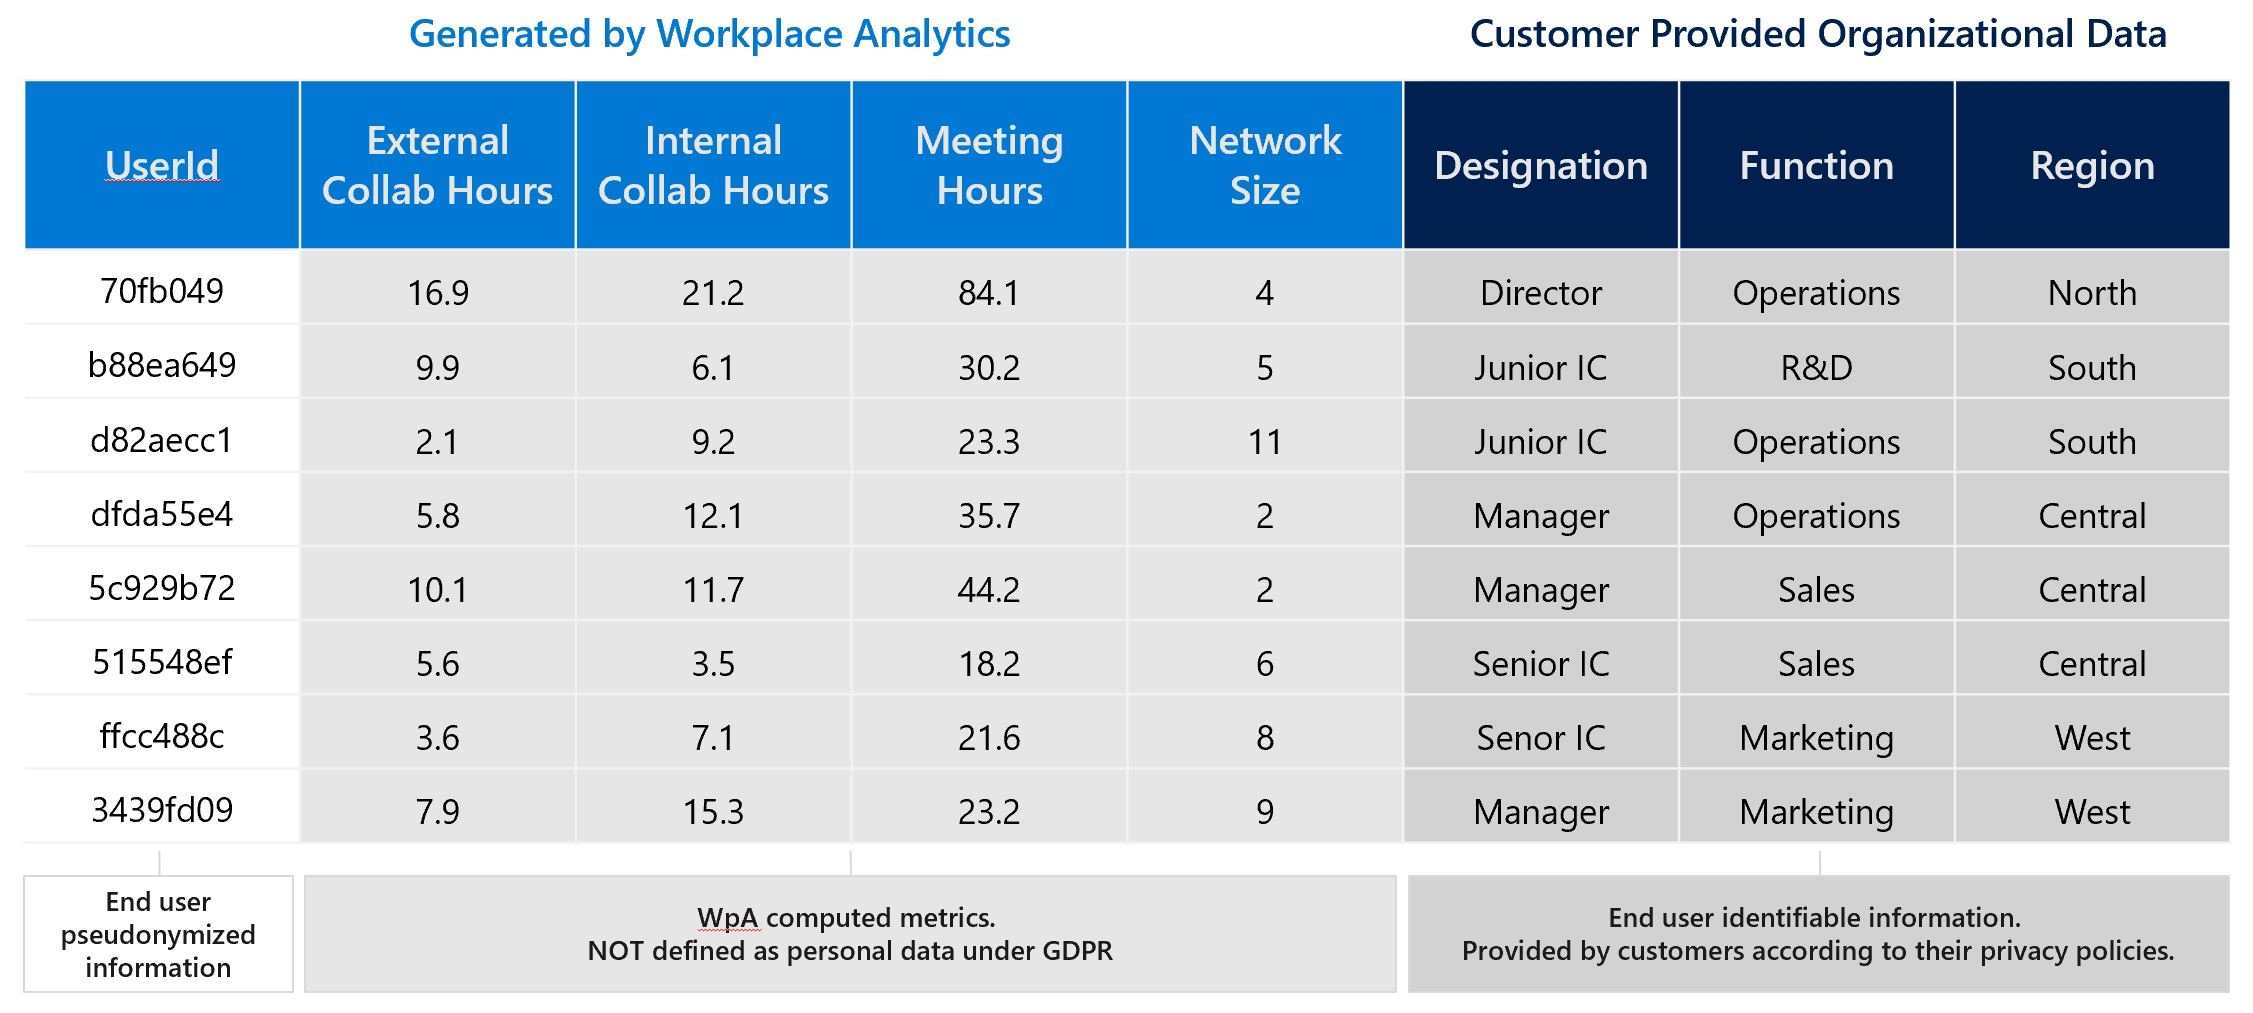 Generated by Workplace Analytics Customer Provided Organizational Data
UserId External Collab Hours Internal Collab Hours Meeting Hours Network Size Designation Function Region
70fb049 16.9 21.2 84.1 4 Director Operations North
b88ea649 9.9 6.1 30.2 5 Junior IC R&D South
d82aecc1 2.1 9.2 23.3 11 Junior IC Operations South
dfda55e4 5.8 12.1 35.7 2 Manager Operations Central
5c929b72 10.1 11.7 44.2 2 Manager Sales Central
515548ef 5.6 3.5 18.2 6 Senior IC Sales Central
ffcc488c 3.6 7.1 21.6 8 Senor IC Marketing West
3439fd09 7.9 15.3 23.2 9 Manager Marketing West
End user
pseudonymized
information
WpA computed metrics.
NOT defined as personal data under GDPR
End user identifiable information.
Provided by customers according to their privacy policies.